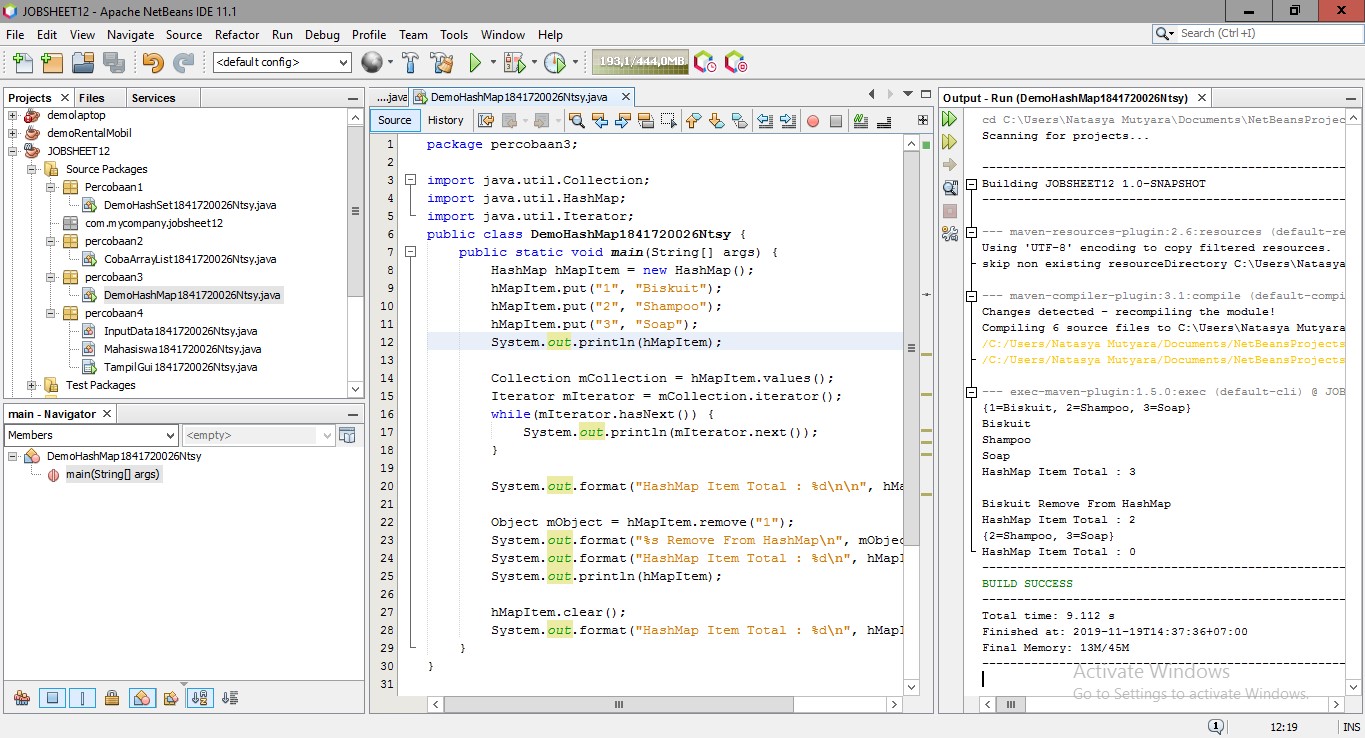 JOBSHEET12 - Apache NetBeans IDE 11.1
File Edit View Navigate Source Refactor Run Debug Profile Team Tools Window Help
Search (Ctrl+I)
<default config>
193,1/444,0MB
Projects Files Services
demolaptop
demoRentalMobil
JOBSHEET12
Source Packages
Percobaan1
DemoHashSet1841720026Ntsy.java
com.mycompany.jobsheet12
percobaan2
CobaArrayList1841720026Ntsy.java
percobaan3
DemoHashMap1841720026Ntsy.java
percobaan4
InputData1841720026Ntsy.java
Mahasiswa1841720026Ntsy.java
TampilGui1841720026Ntsy.java
Test Packages
main - Navigator
Members <empty>
DemoHashMap1841720026Ntsy
main(String[] args)
....java DemoHashMap1841720026Ntsy.java
Source History
1 package percobaan3;
2
3 import java.util.Collection;
4 import java.util.HashMap;
5 import java.util.Iterator;
6 public class DemoHashMap1841720026Ntsy {
7 public static void main(String[] args) {
8 HashMap hMapItem = new HashMap();
9 hMapItem.put("1", "Biskuit");
10 hMapItem.put("2", "Shampoo");
11 hMapItem.put("3", "Soap");
12 System.out.println(hMapItem);
13
14 Collection mCollection = hMapItem.values();
15 Iterator mIterator = mCollection.iterator();
16 while(mIterator.hasNext()) {
17 System.out.println(mIterator.next());
18 }
19
20 System.out.format("HashMap Item Total : %d\n\n", hMa
21
22 Object mObject = hMapItem.remove("1");
23 System.out.format("%s Remove From HashMap\n", mObjec
24 System.out.format("HashMap Item Total : %d\n", hMapI
25 System.out.println(hMapItem);
26
27 hMapItem.clear();
28 System.out.format("HashMap Item Total : %d\n", hMapI
29 }
30 }
31
Output - Run (DemoHashMap1841720026Ntsy)
cd C:\Users\Natasya Mutyara\Documents\NetBeansProjec
Scanning for projects...
------------------------------------------------------------------------
Building JOBSHEET12 1.0-SNAPSHOT
------------------------------------------------------------------------
--- maven-resources-plugin:2.6:resources (default-re
Using 'UTF-8' encoding to copy filtered resources.
skip non existing resourceDirectory C:\Users\Natasya
--- maven-compiler-plugin:3.1:compile (default-compi
Changes detected - recompiling the module!
Compiling 6 source files to C:\Users\Natasya Mutyara
/C:/Users/Natasya Mutyara/Documents/NetBeansProjects
/C:/Users/Natasya Mutyara/Documents/NetBeansProjects
--- exec-maven-plugin:1.5.0:exec (default-cli) @ JOB
{1=Biskuit, 2=Shampoo, 3=Soap}
Biskuit
Shampoo
Soap
HashMap Item Total : 3
Biskuit Remove From HashMap
HashMap Item Total : 2
{2=Shampoo, 3=Soap}
HashMap Item Total : 0
------------------------------------------------------------------------
BUILD SUCCESS
------------------------------------------------------------------------
Total time: 9.112 s
Finished at: 2019-11-19T14:37:36+07:00
Final Memory: 13M/45M
------------------------------------------------------------------------
Activate Windows
Go to Settings to activate Windows.
1 12:19 INS